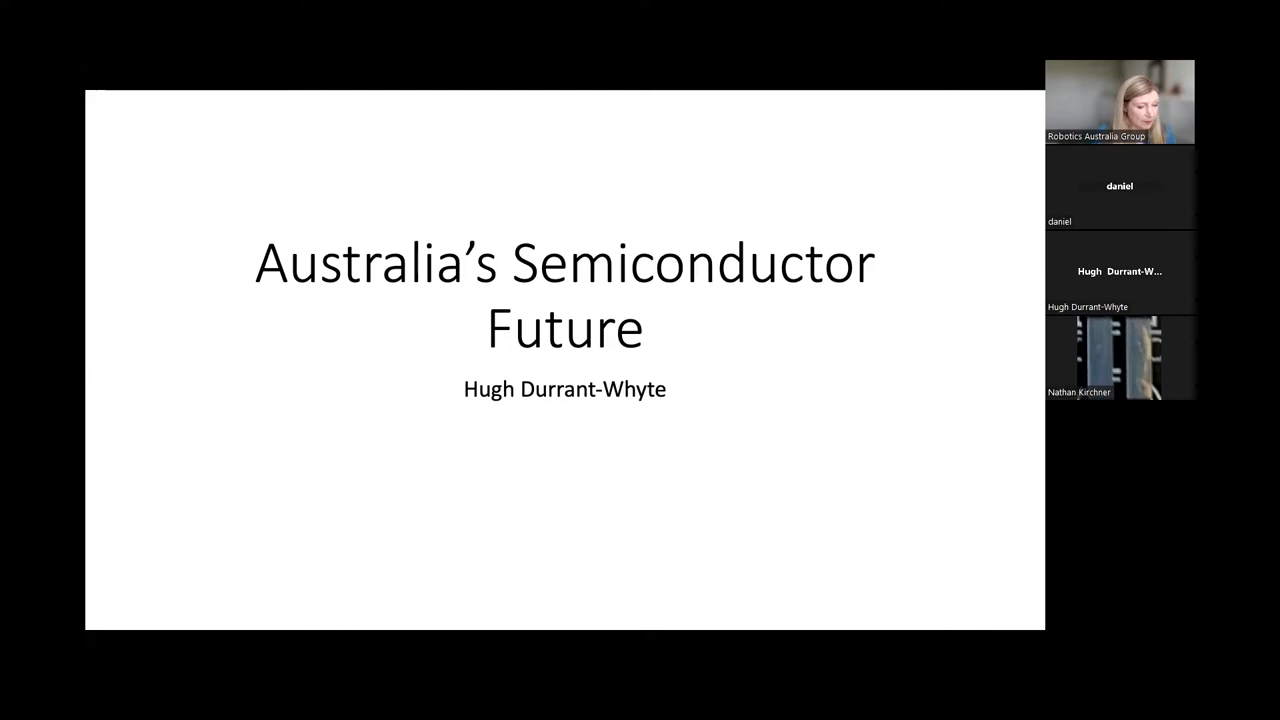 Australia’s Semiconductor
Future
Hugh Durrant-Whyte
Robotics Australia Group
daniel
daniel
Hugh Durrant-W...
Hugh Durrant-Whyte
Nathan Kirchner